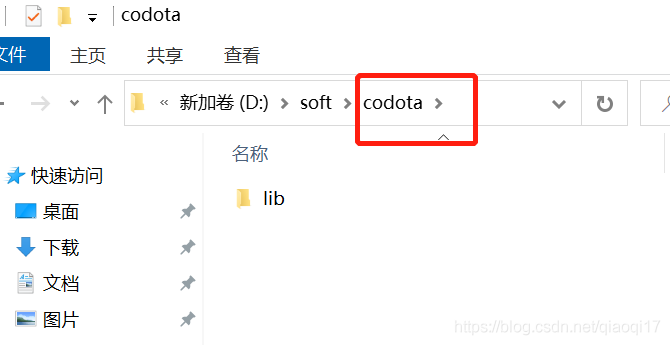 codota
文件 主页 共享 查看
« 新加卷 (D:) soft codota
名称
快速访问
lib
桌面
下载
文档
图片
https://blog.csdn.net/qiaoqi17